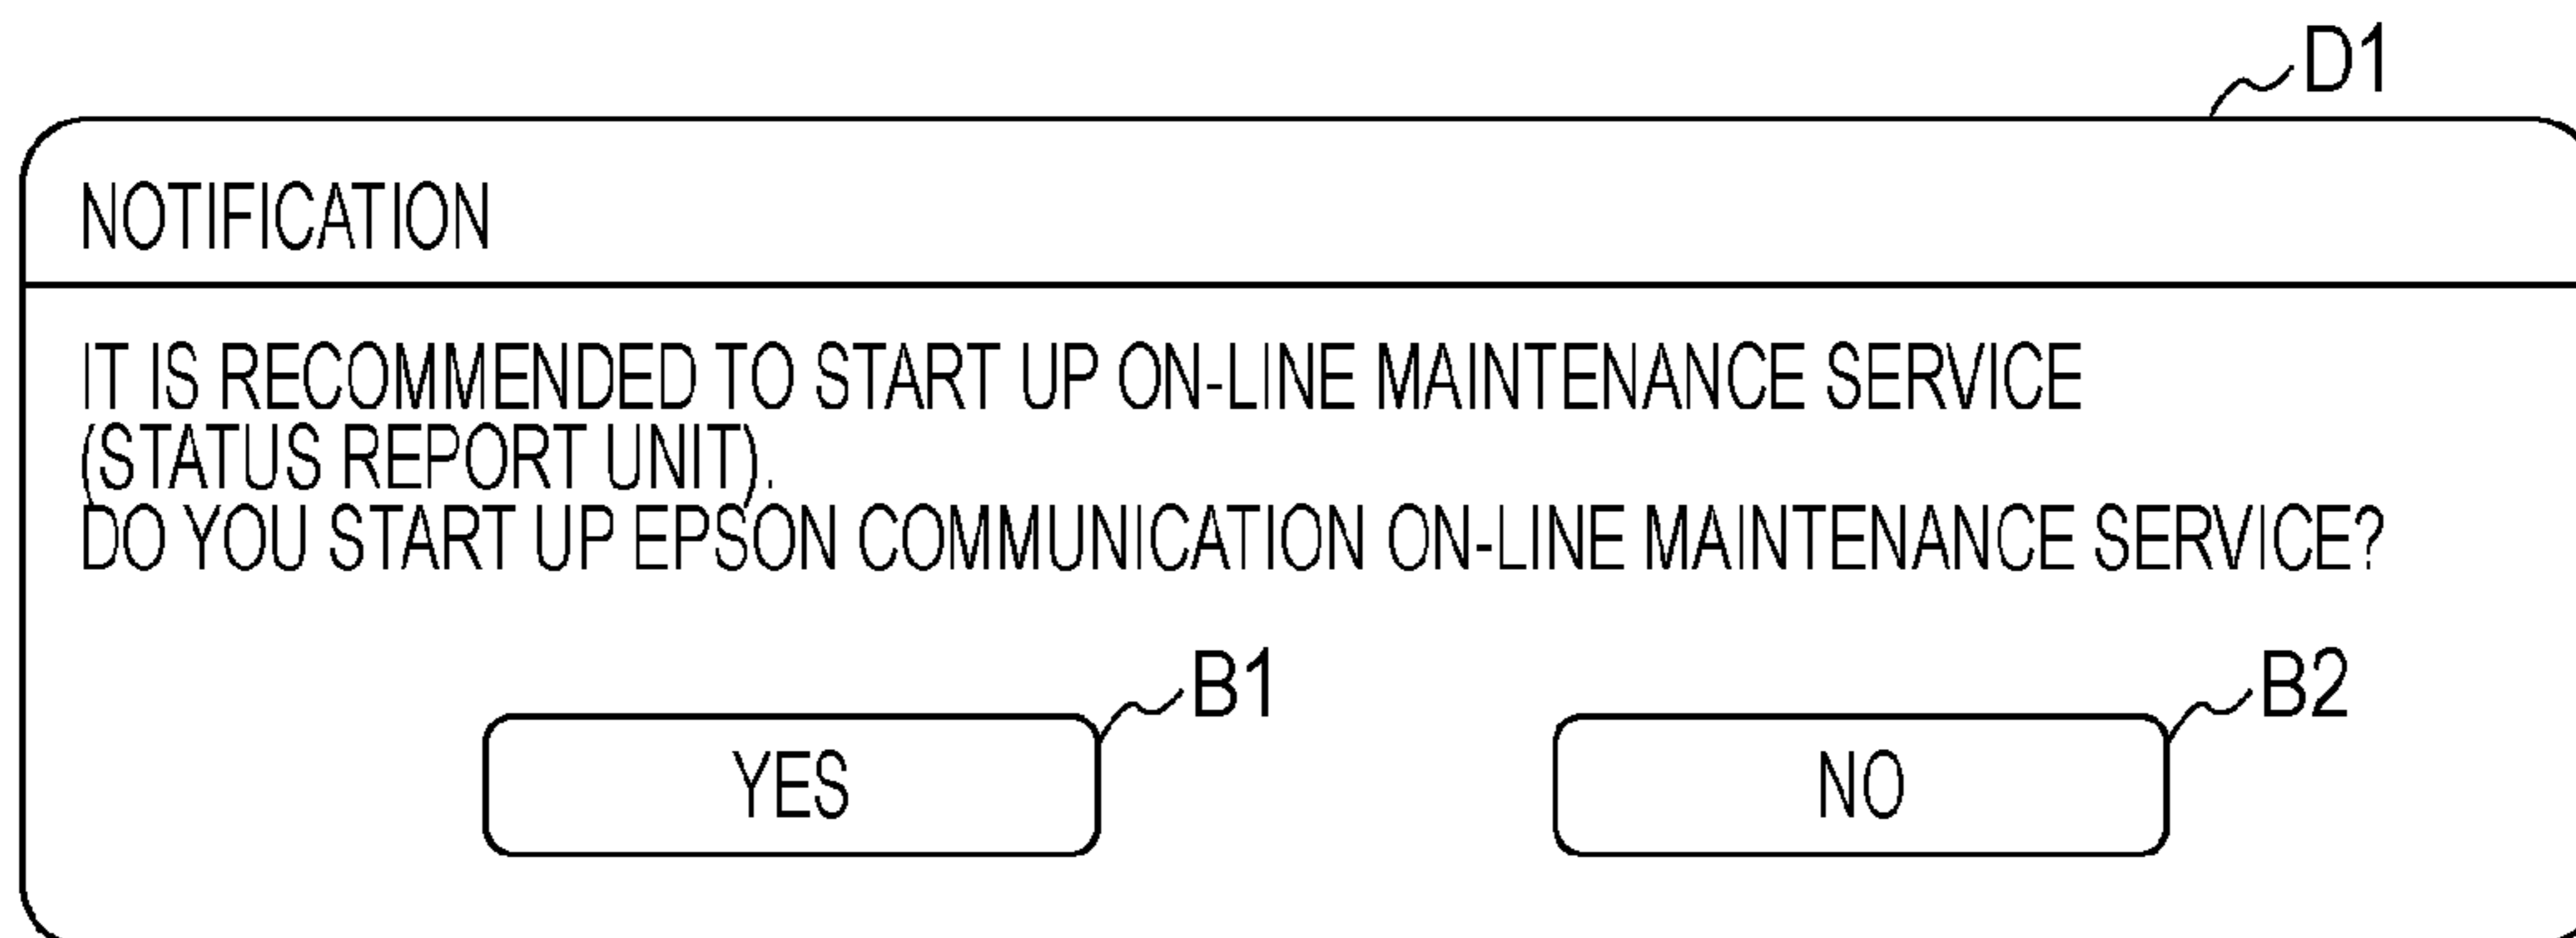 D1
NOTIFICATION
IT IS RECOMMENDED TO START UP ON-LINE MAINTENANCE SERVICE
(STATUS REPORT UNIT).
DO YOU START UP EPSON COMMUNICATION ON-LINE MAINTENANCE SERVICE?
B1
B2
YES
NO